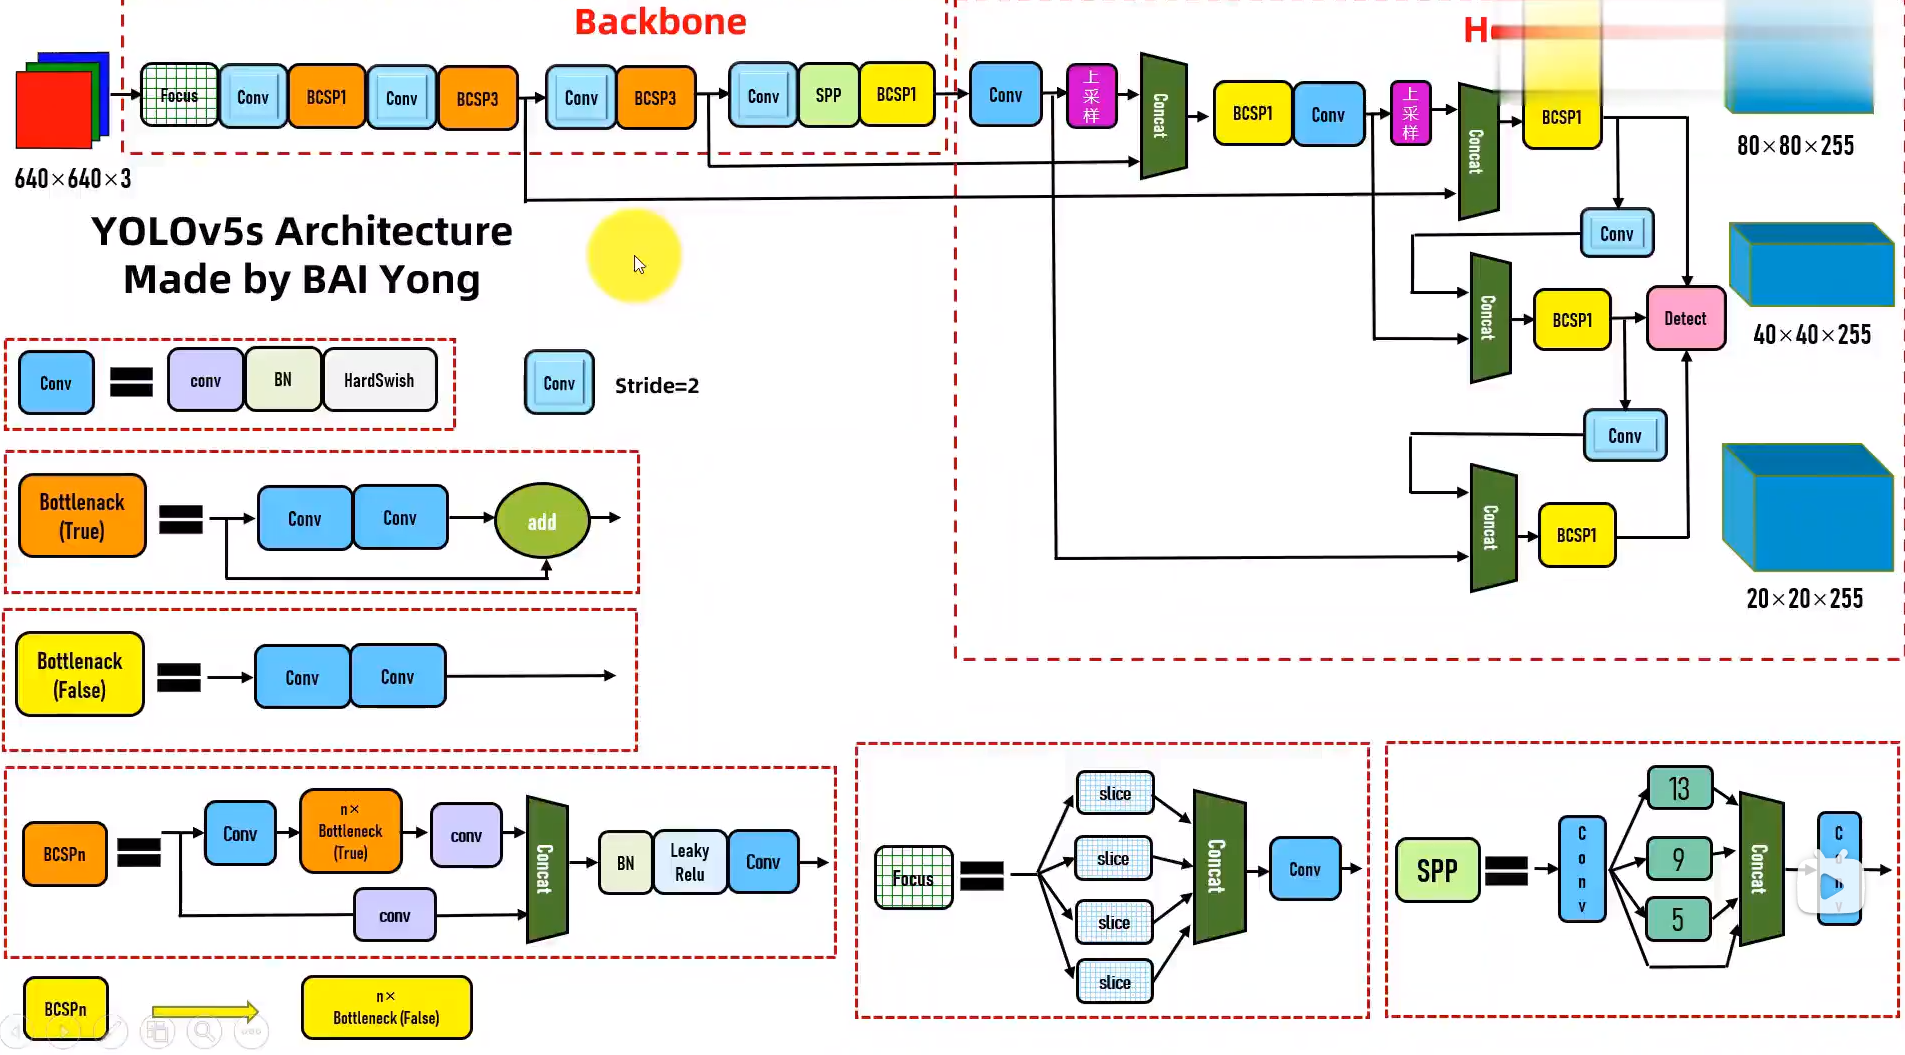 Backbone
H
Focus
Conv
BCSP1
Conv
BCSP3
Conv
BCSP3
Conv
SPP
BCSP1
Conv
上采样
Concat
BCSP1
Conv
上采样
Concat
BCSP1
640×640×3
80×80×255
YOLOv5s Architecture
Made by BAI Yong
Conv
Concat
BCSP1
Detect
40×40×255
Conv
conv
BN
HardSwish
Conv
Stride=2
Conv
Bottlenack
(True)
Conv
Conv
add
Concat
BCSP1
20×20×255
Bottlenack
(False)
Conv
Conv
BCSPn
Conv
n×
Bottleneck
(True)
conv
conv
Concat
BN
Leaky
Relu
Conv
Focus
slice
slice
slice
slice
Concat
Conv
SPP
Conv
13
9
5
Concat
BCSPn
n×
Bottleneck (False)